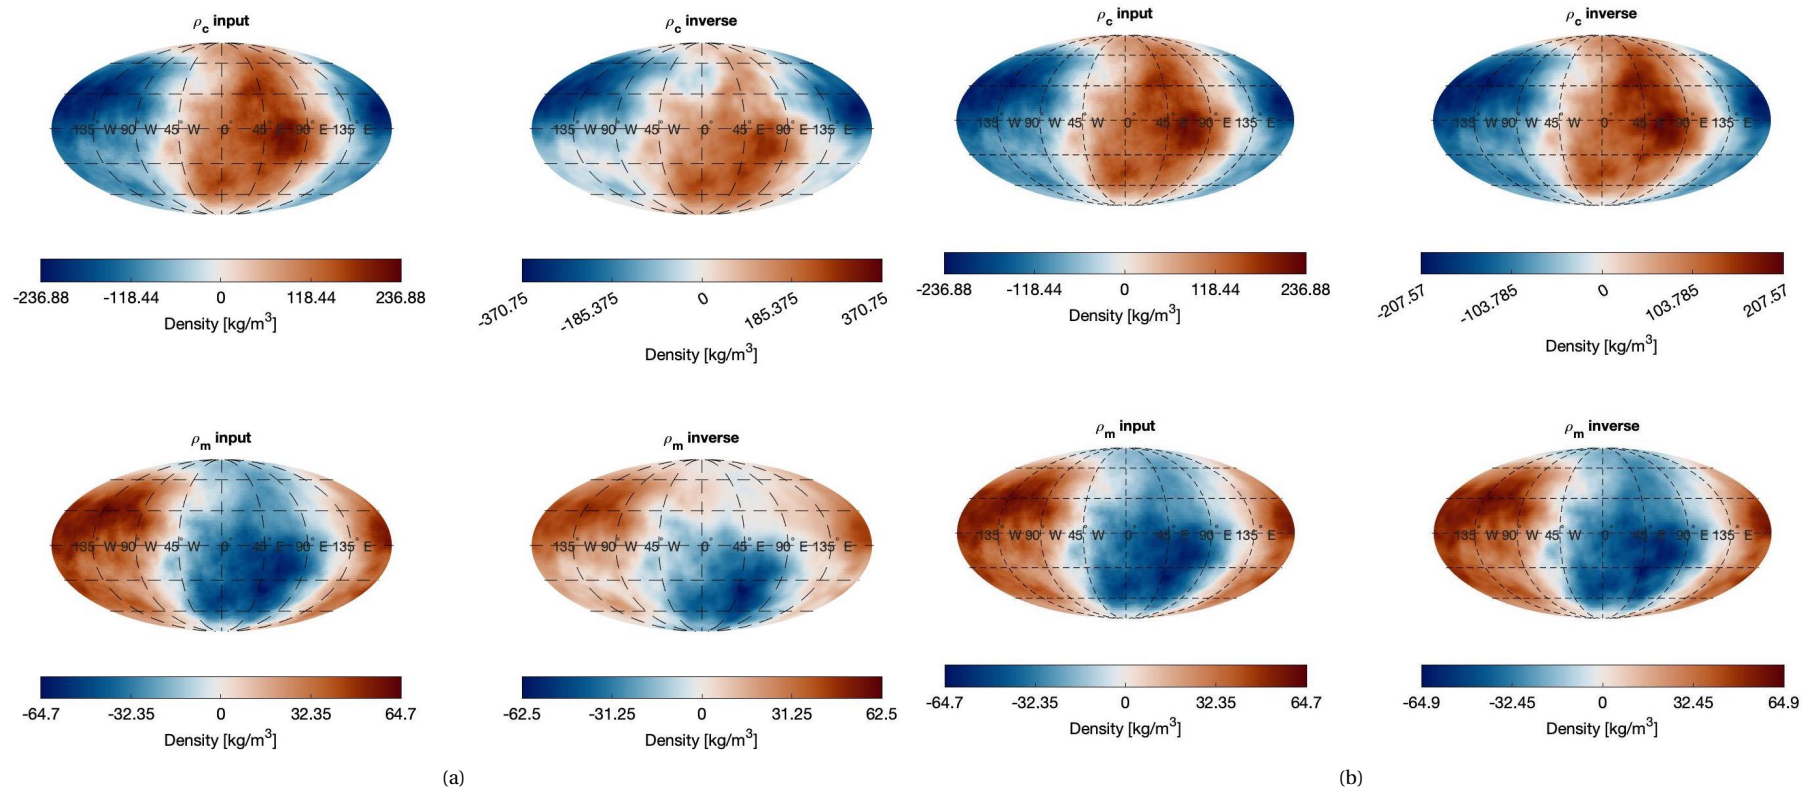 ρc input
ρc inverse
ρc input
ρc inverse
135° W 90° W 45° W 0° 45° E 90° E 135° E
135° W 90° W 45° W 0° 45° E 90° E 135° E
135° W 90° W 45° W 0° 45° E 90° E 135° E
135° W 90° W 45° W 0° 45° E 90° E 135° E
-236.88 -118.44 0 118.44 236.88
Density [kg/m³]
-370.75 -185.375 0 185.375 370.75
Density [kg/m³]
-236.88 -118.44 0 118.44 236.88
Density [kg/m³]
-207.57 -103.785 0 103.785 207.57
Density [kg/m³]
ρm input
ρm inverse
ρm input
ρm inverse
135° W 90° W 45° W 0° 45° E 90° E 135° E
135° W 90° W 45° W 0° 45° E 90° E 135° E
135° W 90° W 45° W 0° 45° E 90° E 135° E
135° W 90° W 45° W 0° 45° E 90° E 135° E
-64.7 -32.35 0 32.35 64.7
Density [kg/m³]
-62.5 -31.25 0 31.25 62.5
Density [kg/m³]
-64.7 -32.35 0 32.35 64.7
Density [kg/m³]
-64.9 -32.45 0 32.45 64.9
Density [kg/m³]
(a)
(b)